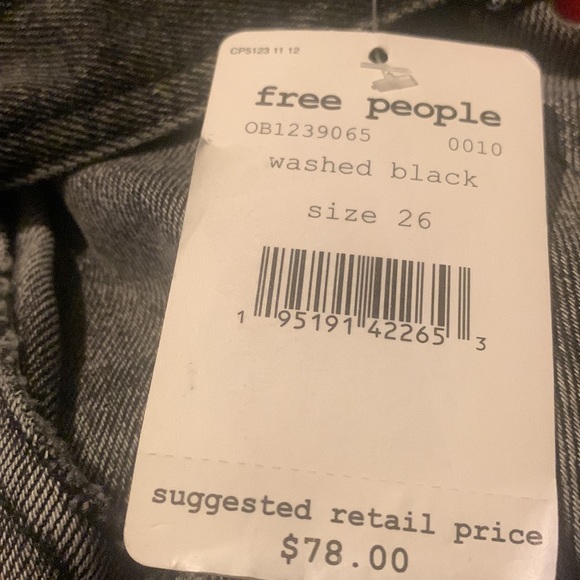 CPS123 11 12
free people
OB1239065 0010
washed black
size 26
1 95191 42265 3
suggested retail price
$78.00